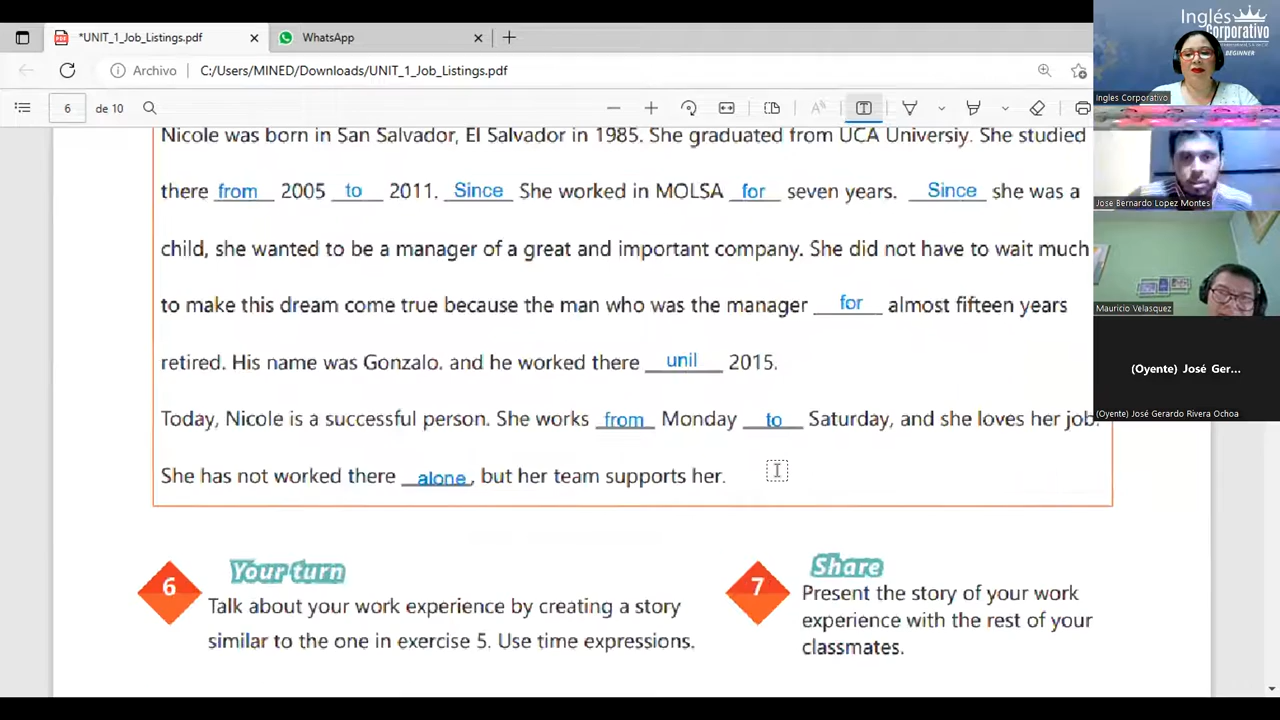 *UNIT_1_Job_Listings.pdf
WhatsApp
Archivo
C:/Users/MINED/Downloads/UNIT_1_Job_Listings.pdf
6 de 10
Nicole was born in San Salvador, El Salvador in 1985. She graduated from UCA Universiy. She studied
there from 2005 to 2011. Since She worked in MOLSA for seven years. Since she was a
child, she wanted to be a manager of a great and important company. She did not have to wait much
to make this dream come true because the man who was the manager for almost fifteen years
retired. His name was Gonzalo. and he worked there unil 2015.
Today, Nicole is a successful person. She works from Monday to Saturday, and she loves her job.
She has not worked there alone, but her team supports her.
6 Your turn
Talk about your work experience by creating a story
similar to the one in exercise 5. Use time expressions.
7 Share
Present the story of your work
experience with the rest of your
classmates.
Inglés
Corporativo
BEGINNER
Ingles Corporativo
Jose Bernardo Lopez Montes
Mauricio Velasquez
(Oyente) José Ger...
(Oyente) José Gerardo Rivera Ochoa